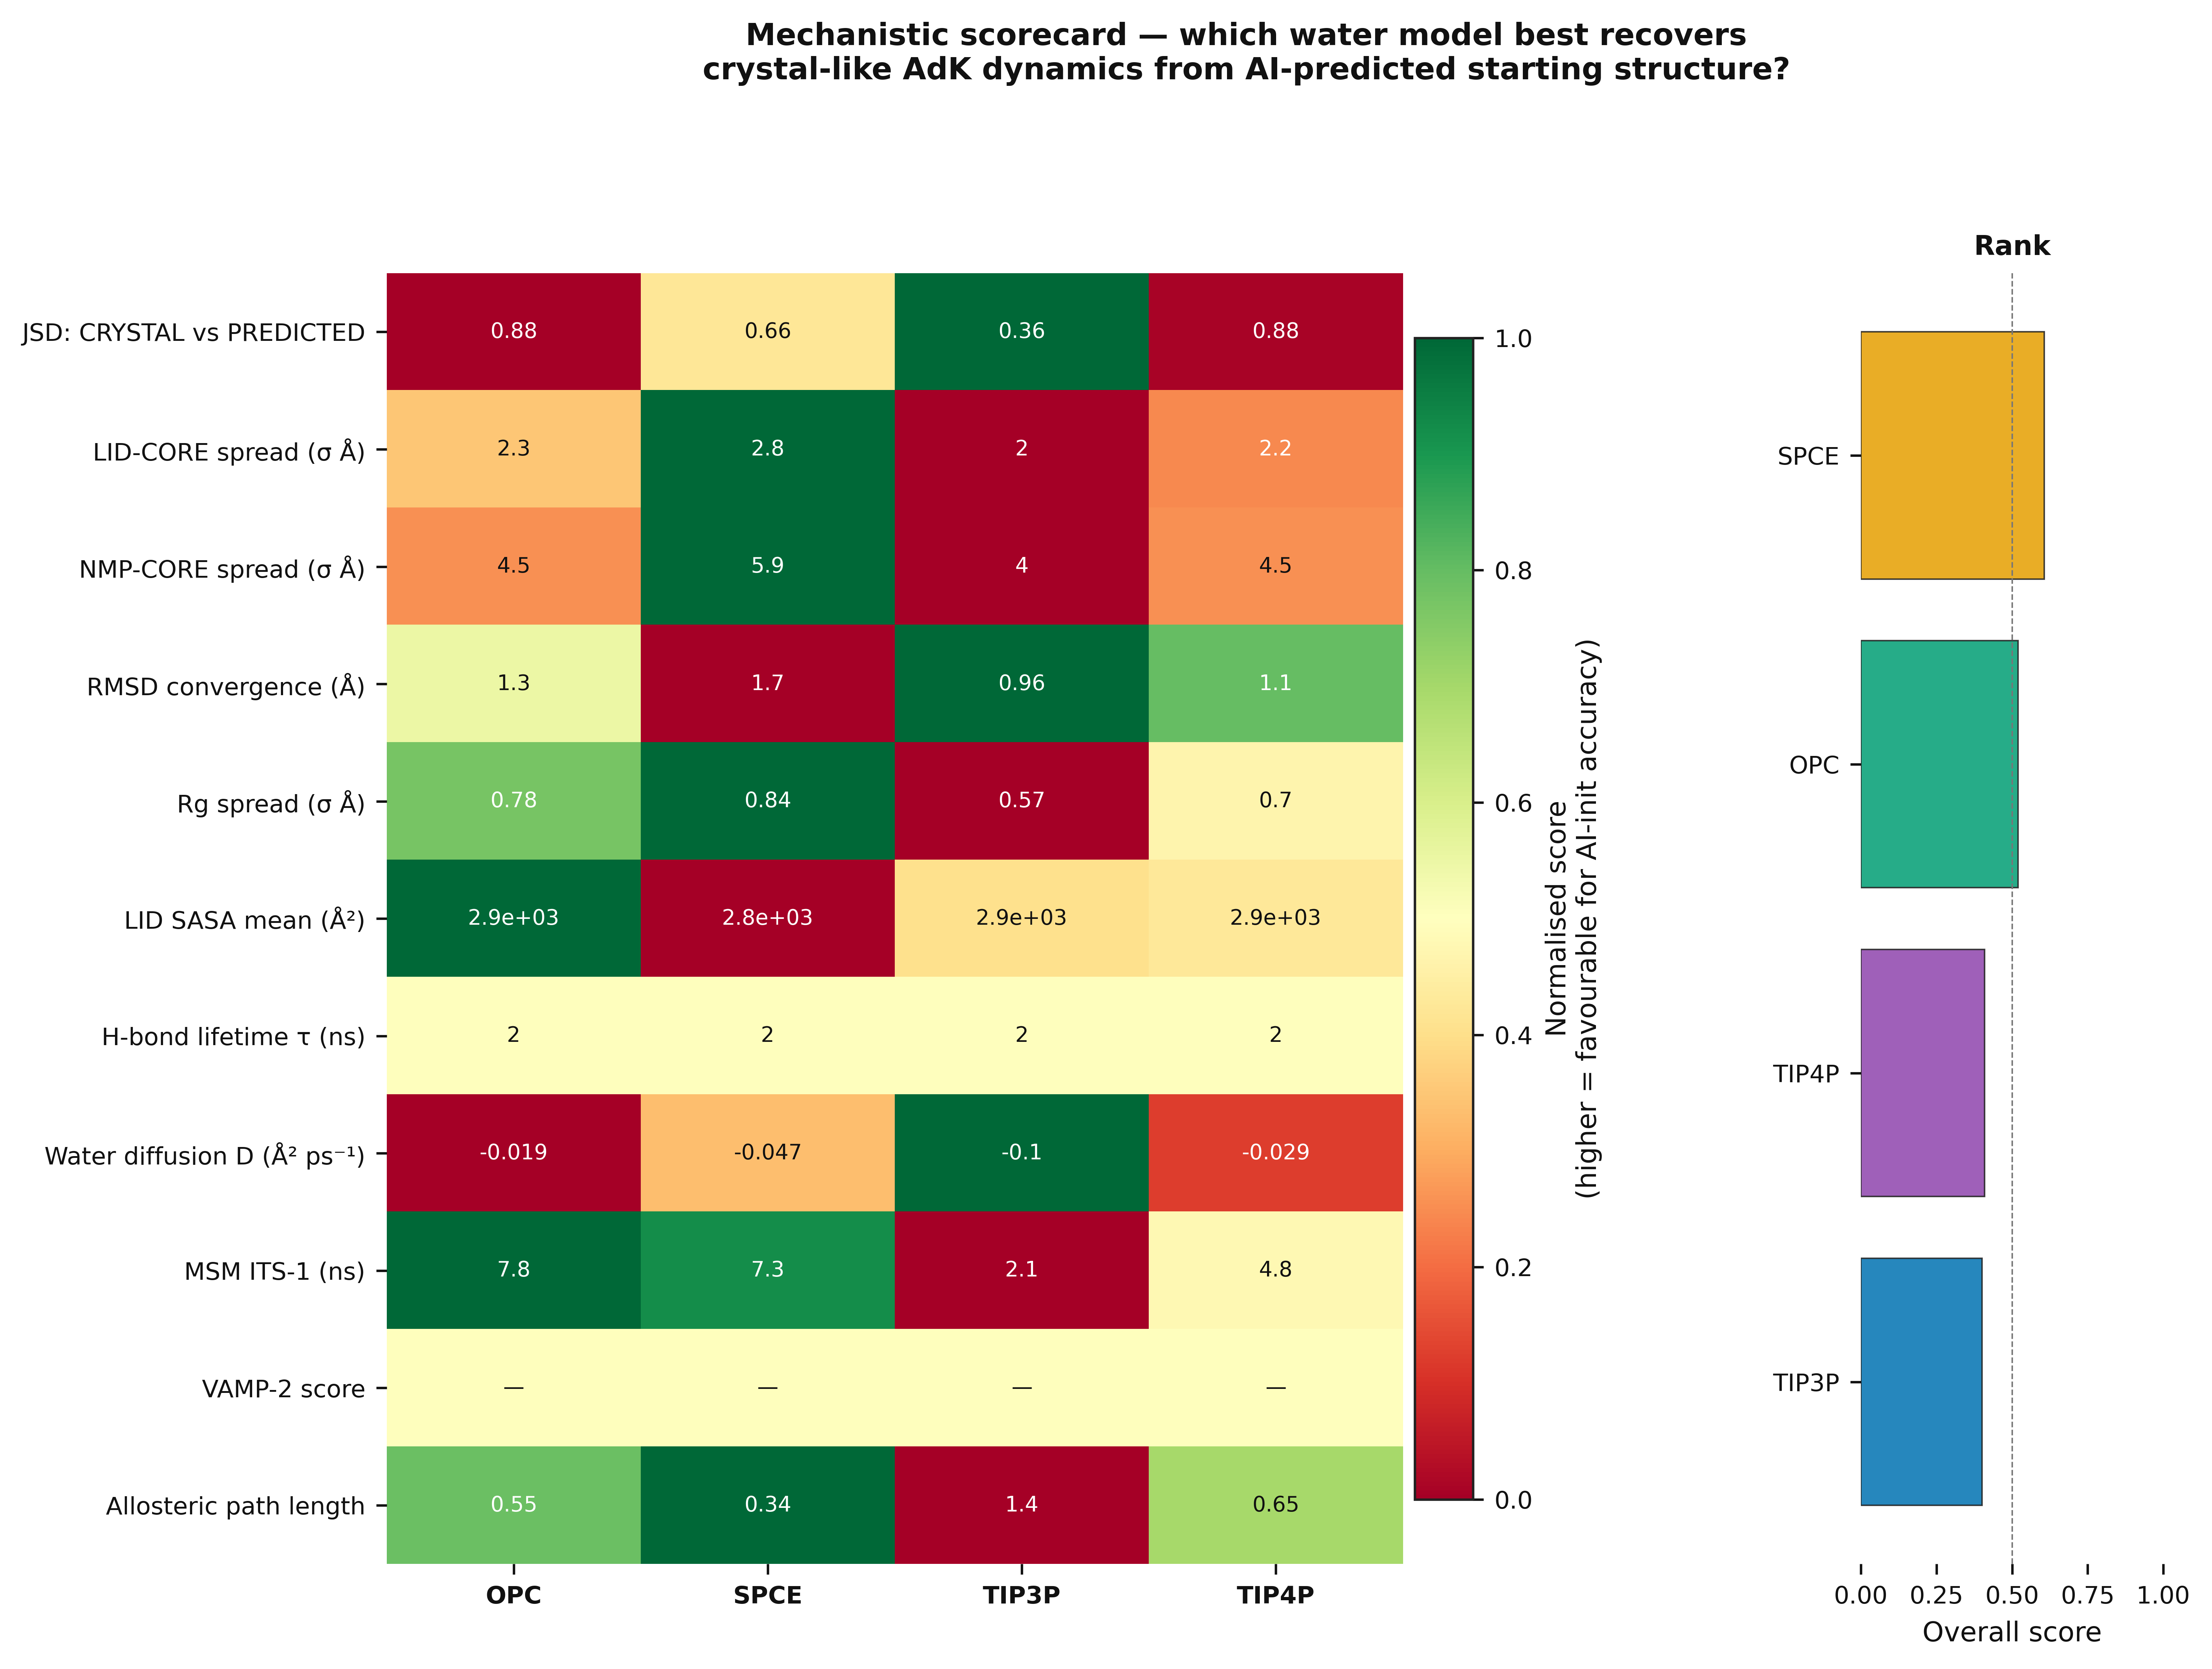 Mechanistic scorecard — which water model best recovers
crystal-like AdK dynamics from AI-predicted starting structure?
JSD: CRYSTAL vs PREDICTED 0.88 0.66 0.36 0.88
LID-CORE spread (σ Å) 2.3 2.8 2 2.2
NMP-CORE spread (σ Å) 4.5 5.9 4 4.5
RMSD convergence (Å) 1.3 1.7 0.96 1.1
Rg spread (σ Å) 0.78 0.84 0.57 0.7
LID SASA mean (Å²) 2.9e+03 2.8e+03 2.9e+03 2.9e+03
H-bond lifetime τ (ns) 2 2 2 2
Water diffusion D (Å² ps⁻¹) -0.019 -0.047 -0.1 -0.029
MSM ITS-1 (ns) 7.8 7.3 2.1 4.8
VAMP-2 score — — — —
Allosteric path length 0.55 0.34 1.4 0.65
OPC SPCE TIP3P TIP4P
1.0
0.8
0.6
0.4
0.2
0.0
Normalised score
(higher = favourable for AI-init accuracy)
Rank
SPCE
OPC
TIP4P
TIP3P
0.00 0.25 0.50 0.75 1.00
Overall score